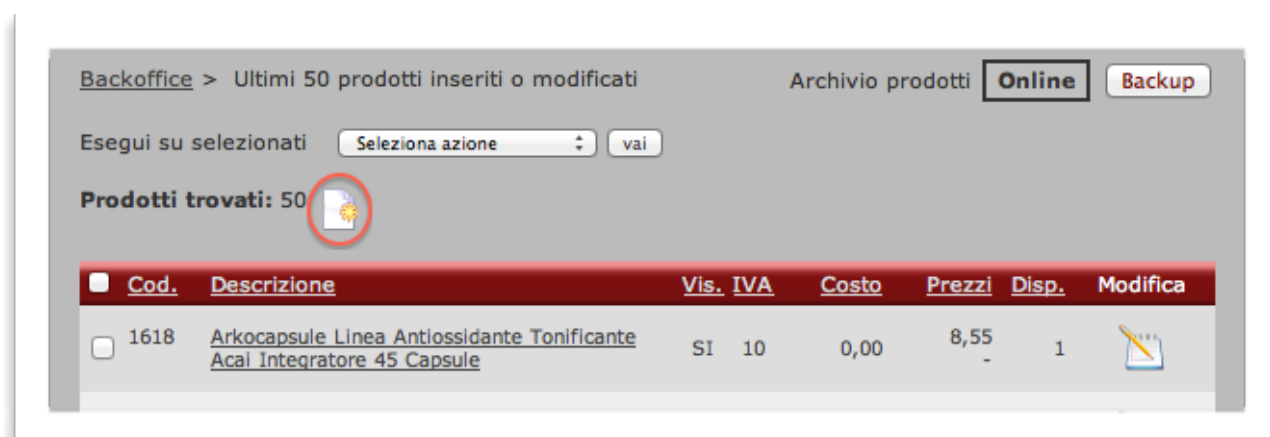 Backoffice > Ultimi 50 prodotti inseriti o modificati Archivio prodotti Online Backup
Esegui su selezionati Seleziona azione vai
Prodotti trovati: 50
Cod. Descrizione Vis. IVA Costo Prezzi Disp. Modifica
1618 Arkocapsule Linea Antiossidante Tonificante SI 10 0,00 8,55 1
Acai Integratore 45 Capsule -